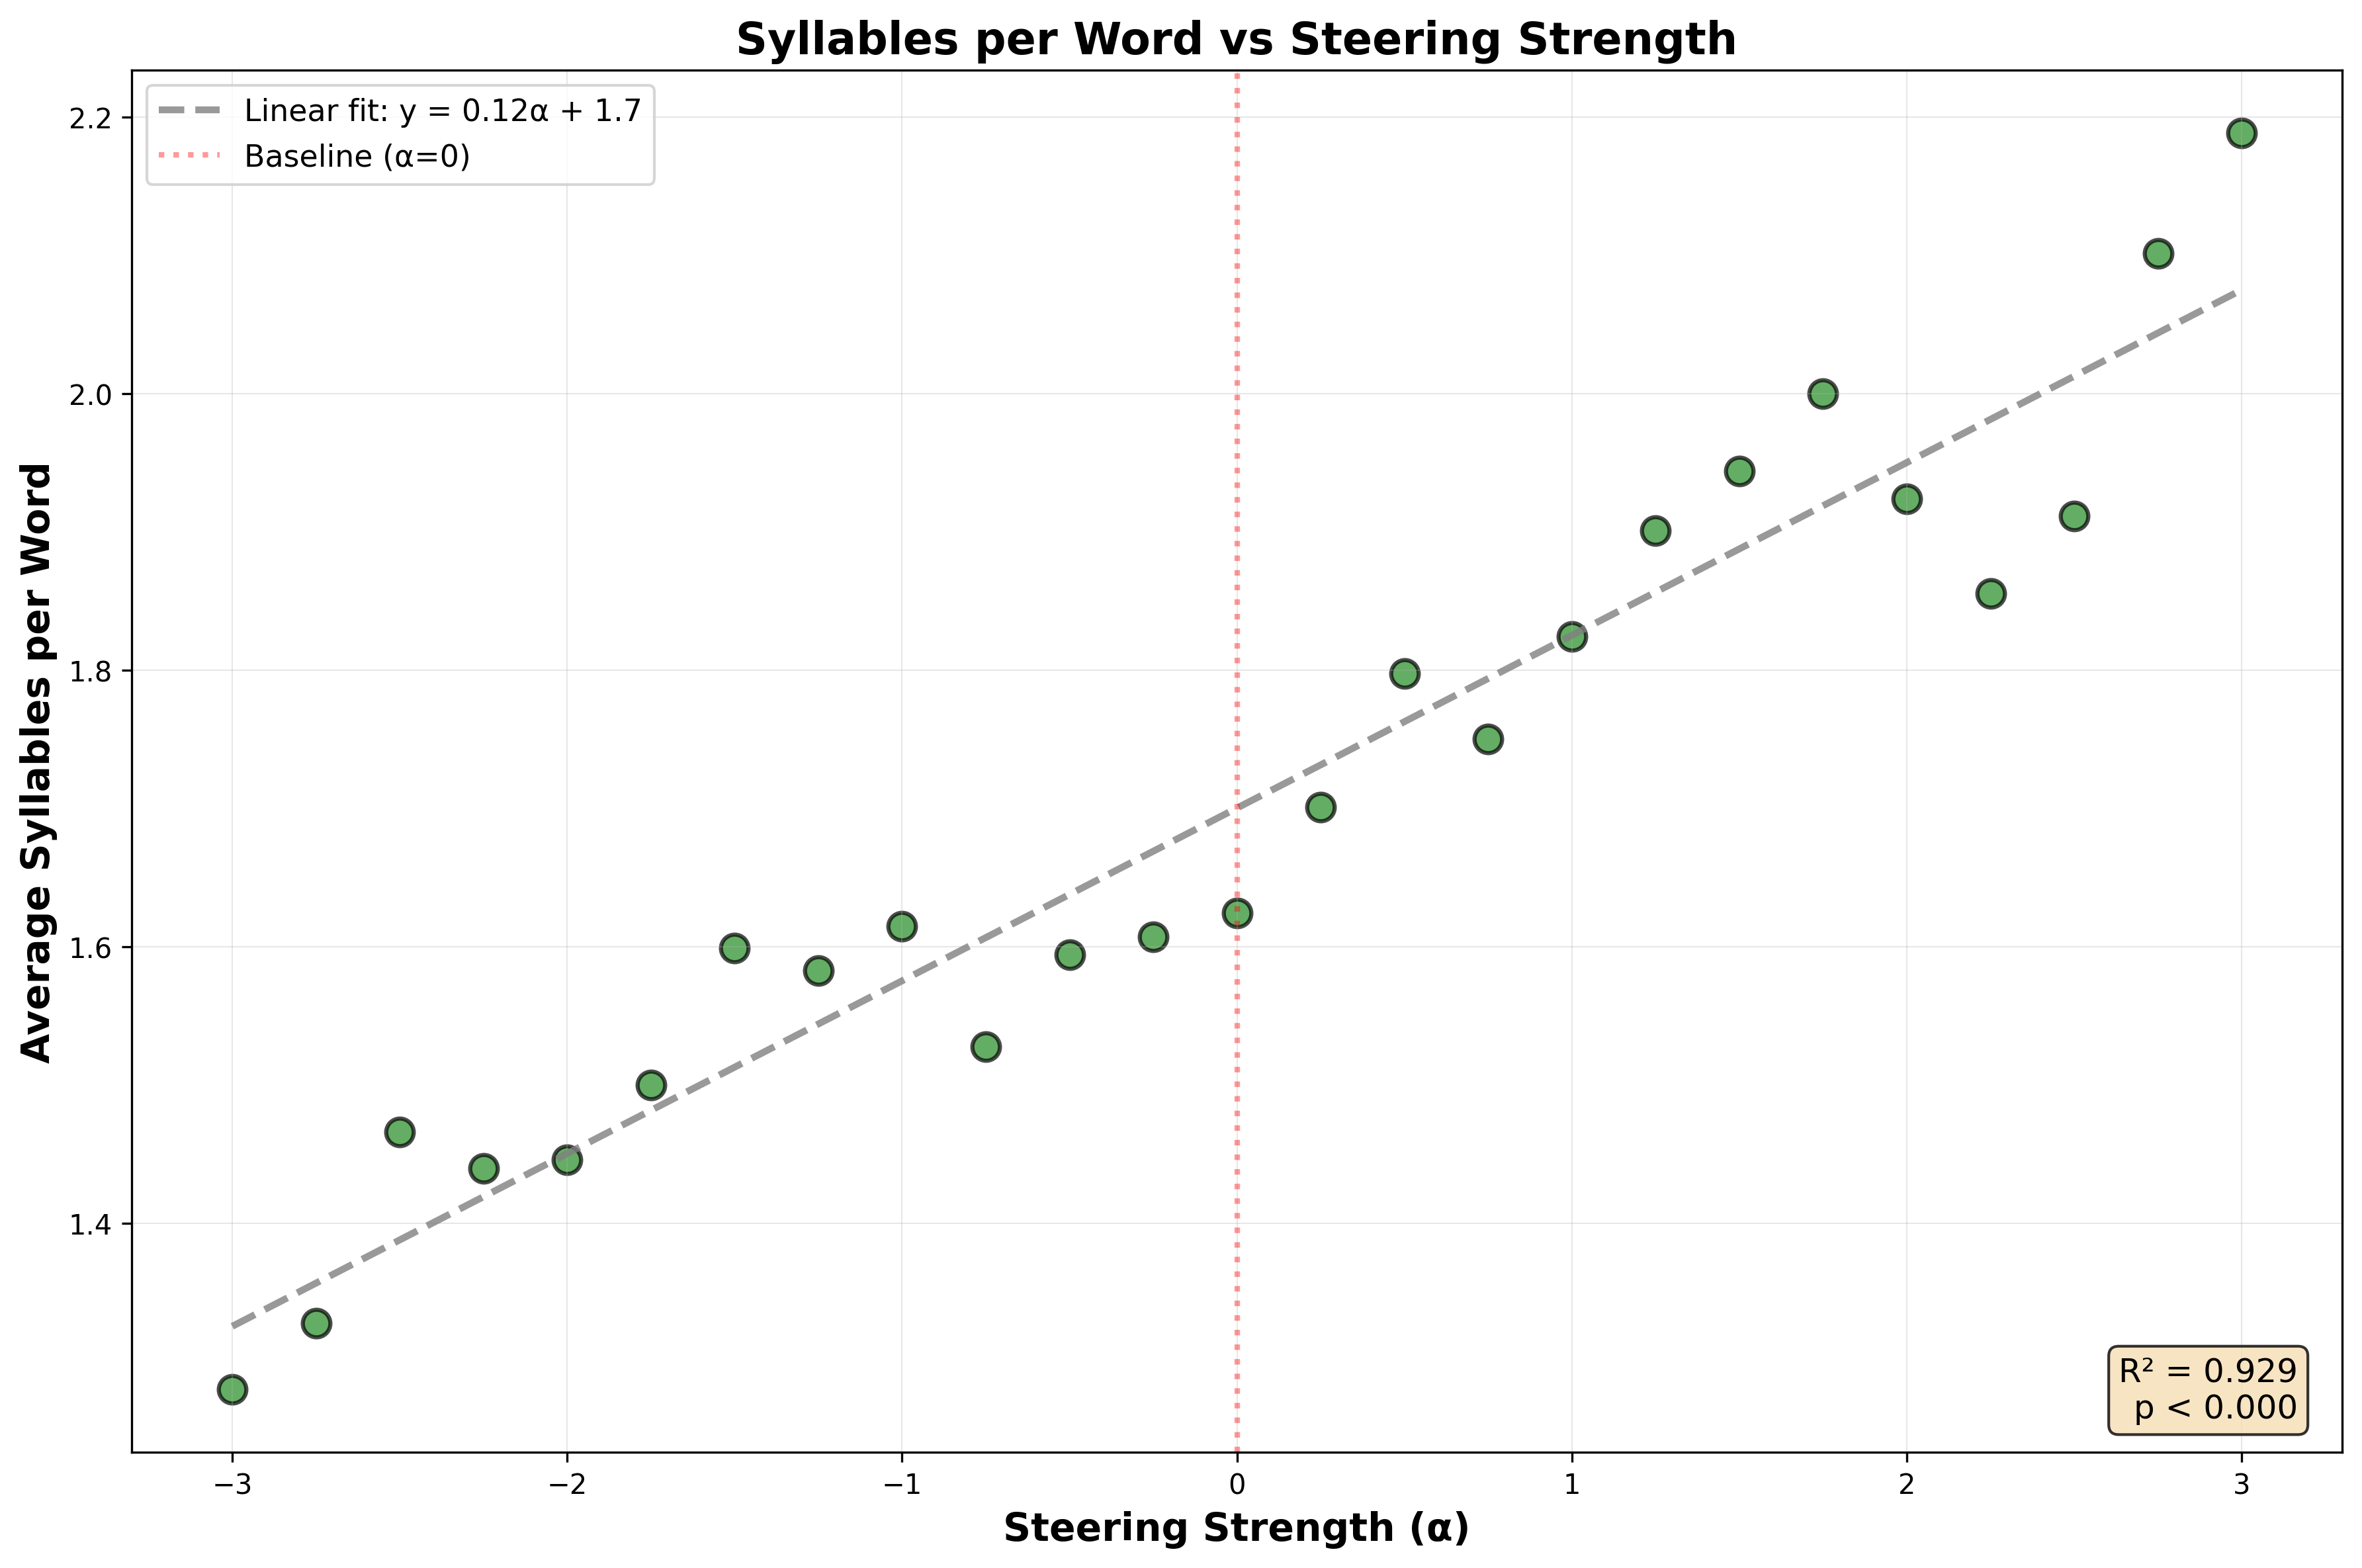 Syllables per Word vs Steering Strength
Linear fit: y = 0.12α + 1.7
Baseline (α=0)
2.2
2.0
1.8
1.6
1.4
Average Syllables per Word
R² = 0.929
p < 0.000
−3
−2
−1
0
1
2
3
Steering Strength (α)